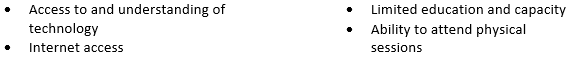 • Access to and understanding of
technology
• Internet access
• Limited education and capacity
• Ability to attend physical
sessions